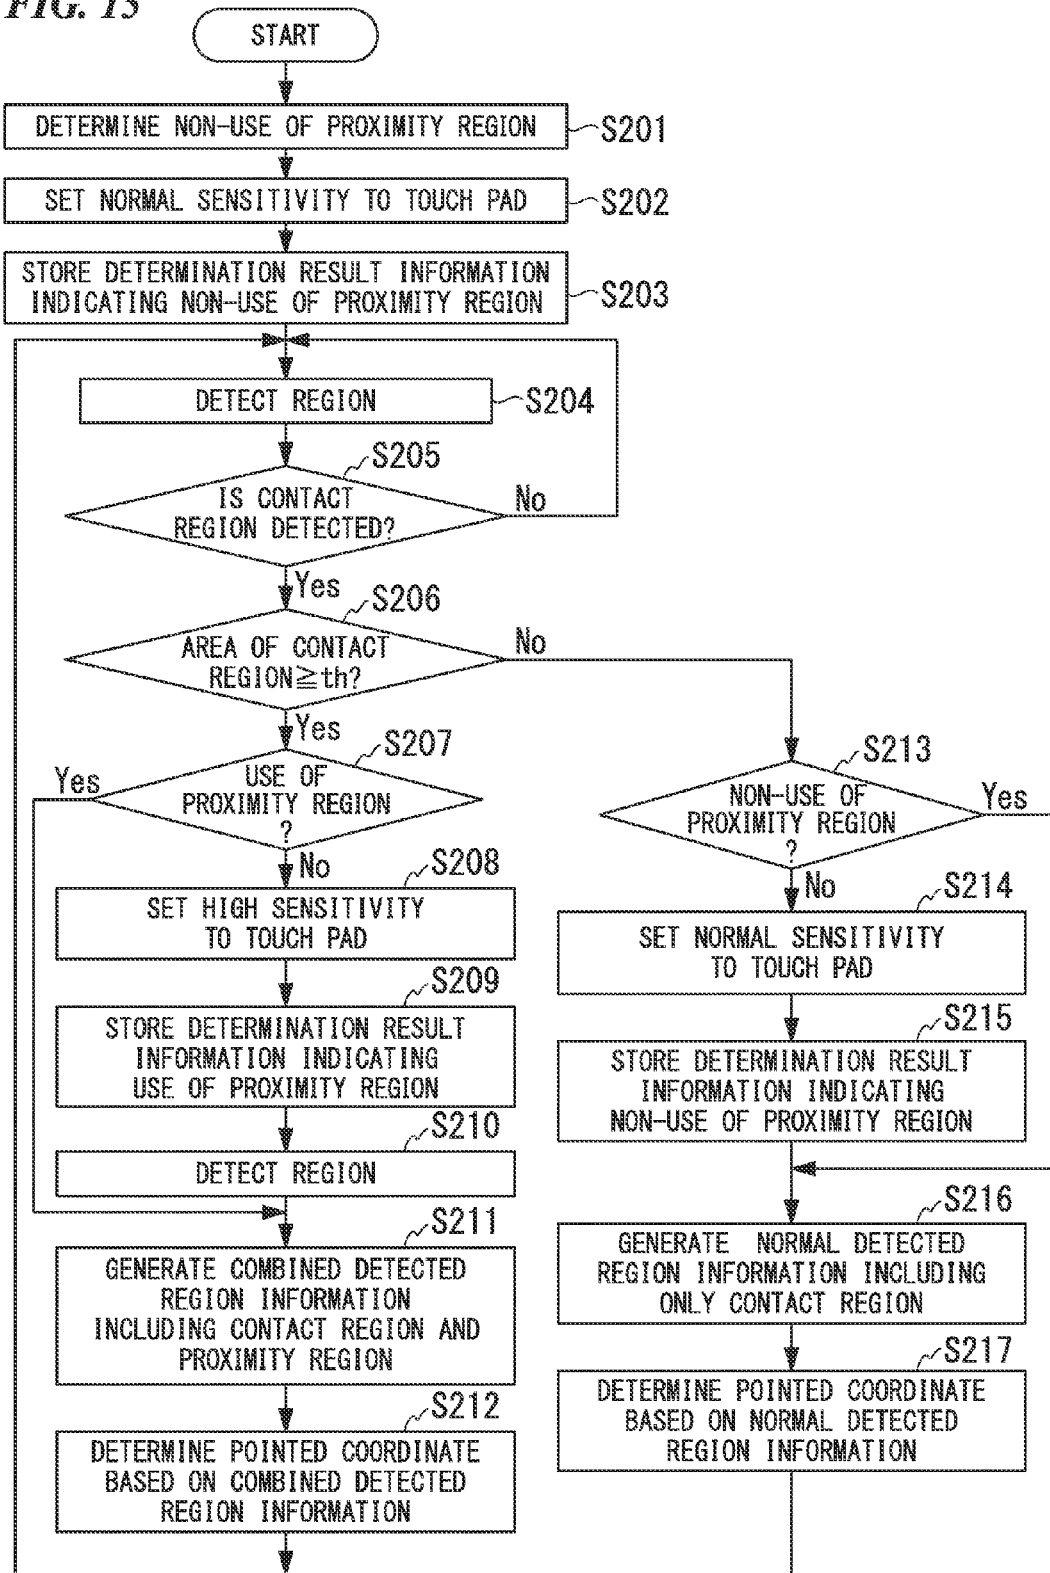 FIG. 15
START
DETERMINE NON-USE OF PROXIMITY REGION
S201
SET NORMAL SENSITIVITY TO TOUCH PAD
S202
STORE DETERMINATION RESULT INFORMATION
INDICATING NON-USE OF PROXIMITY REGION
S203
DETECT REGION
S204
S205
IS CONTACT
REGION DETECTED?
No
Yes
S206
AREA OF CONTACT
REGION≧th?
No
Yes
S207
USE OF
PROXIMITY REGION
?
Yes
No
S208
SET HIGH SENSITIVITY
TO TOUCH PAD
S209
STORE DETERMINATION RESULT
INFORMATION INDICATING
USE OF PROXIMITY REGION
S210
DETECT REGION
S211
GENERATE COMBINED DETECTED
REGION INFORMATION
INCLUDING CONTACT REGION AND
PROXIMITY REGION
S212
DETERMINE POINTED COORDINATE
BASED ON COMBINED DETECTED
REGION INFORMATION
S213
NON-USE OF
PROXIMITY REGION
?
Yes
No
S214
SET NORMAL SENSITIVITY
TO TOUCH PAD
S215
STORE DETERMINATION RESULT
INFORMATION INDICATING
NON-USE OF PROXIMITY REGION
S216
GENERATE NORMAL DETECTED
REGION INFORMATION INCLUDING
ONLY CONTACT REGION
S217
DETERMINE POINTED COORDINATE
BASED ON NORMAL DETECTED
REGION INFORMATION